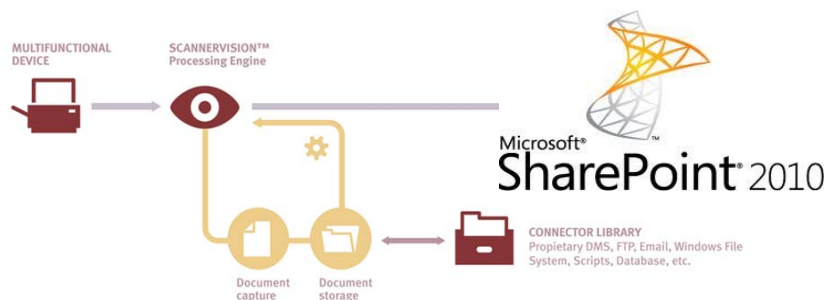 MULTIFUNCTIONAL
DEVICE
SCANNERVISION™
Processing Engine
Microsoft®
SharePoint® 2010
™
CONNECTOR LIBRARY
Propietary DMS, FTP, Email, Windows File
System, Scripts, Database, etc.
Document
capture
Document
storage